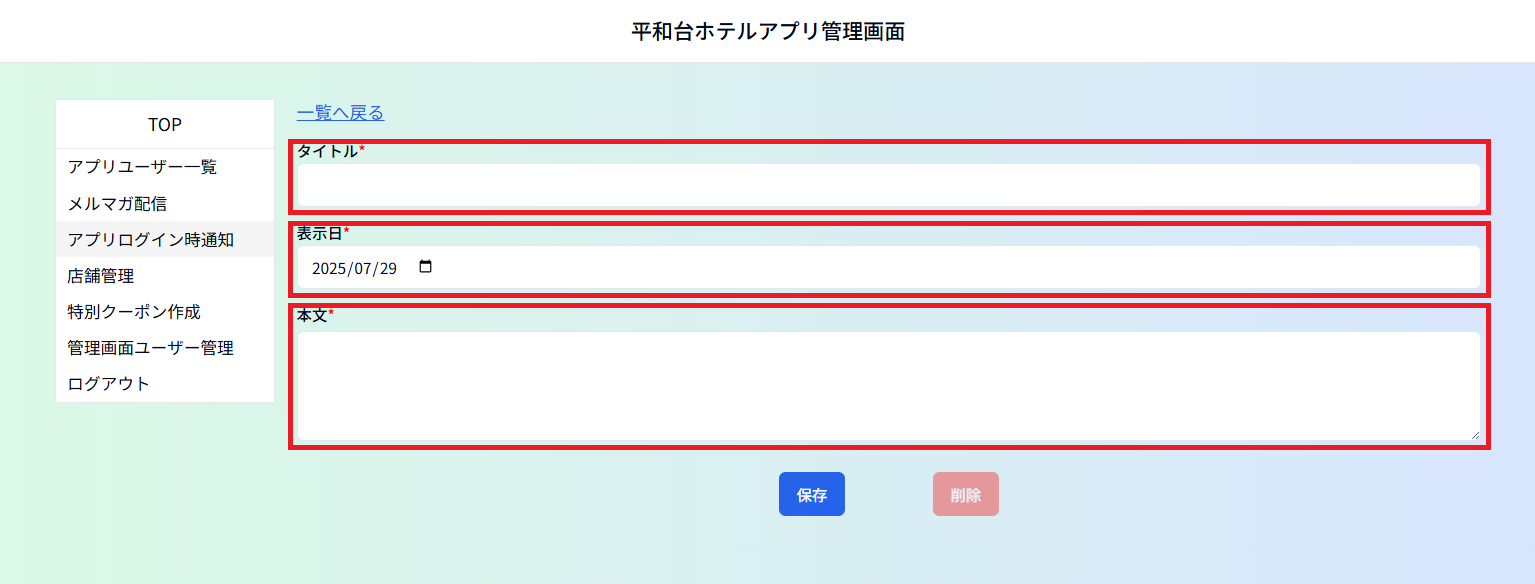 平和台ホテルアプリ管理画面
TOP
アプリユーザー一覧
メルマガ配信
アプリログイン時通知
店舗管理
特別クーポン作成
管理画面ユーザー管理
ログアウト
一覧へ戻る
タイトル*
表示日*
2025/07/29
本文*
保存
削除